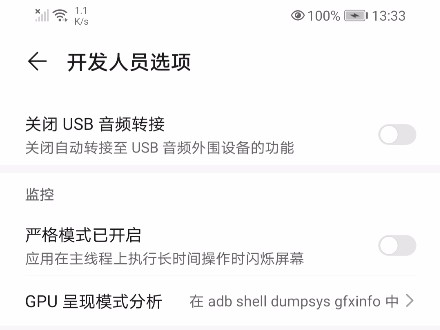 1.1
K/s
100%
13:33
开发人员选项
关闭 USB 音频转接
关闭自动转接至 USB 音频外围设备的功能
监控
严格模式已开启
应用在主线程上执行长时间操作时闪烁屏幕
GPU 呈现模式分析 在 adb shell dumpsys gfxinfo 中